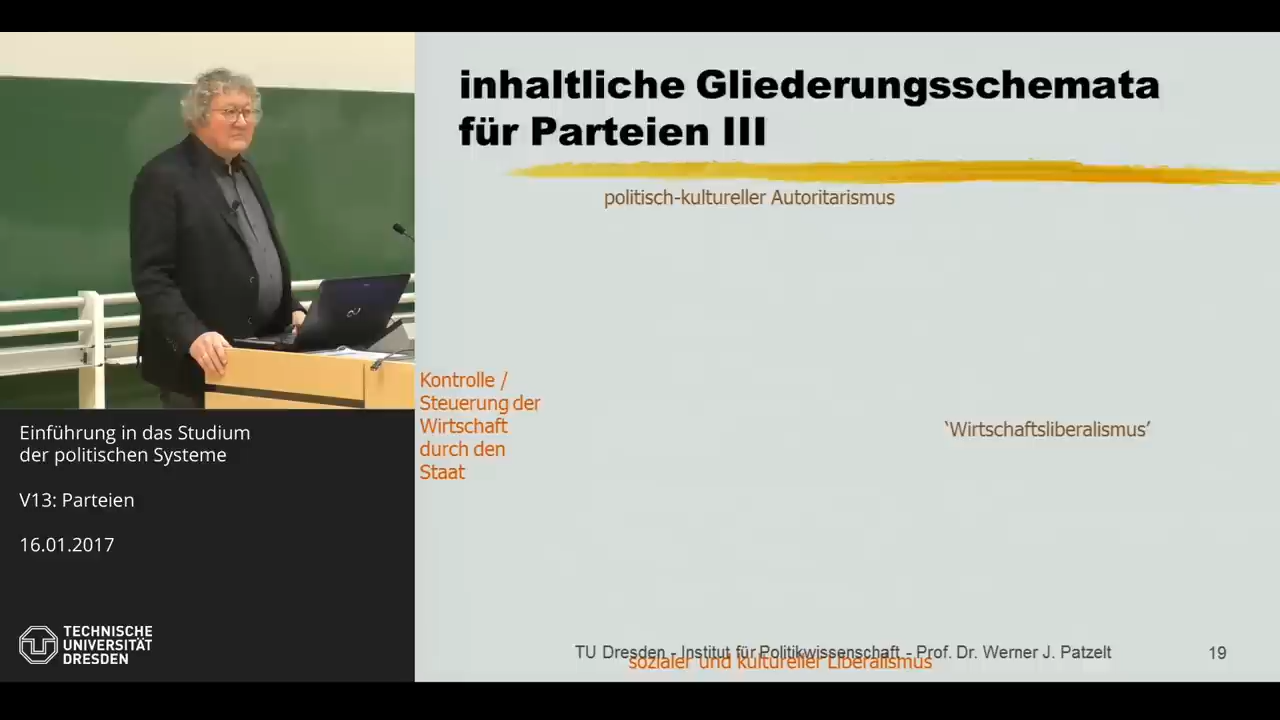 inhaltliche Gliederungsschemata
für Parteien III
politisch-kultureller Autoritarismus
Kontrolle /
Steuerung der
Wirtschaft
durch den
Staat
‘Wirtschaftsliberalismus’
TU Dresden - Institut für Politikwissenschaft - Prof. Dr. Werner J. Patzelt
19
sozialer und kultureller Liberalismus
Einführung in das Studium
der politischen Systeme
V13: Parteien
16.01.2017
TECHNISCHE
UNIVERSITÄT
DRESDEN